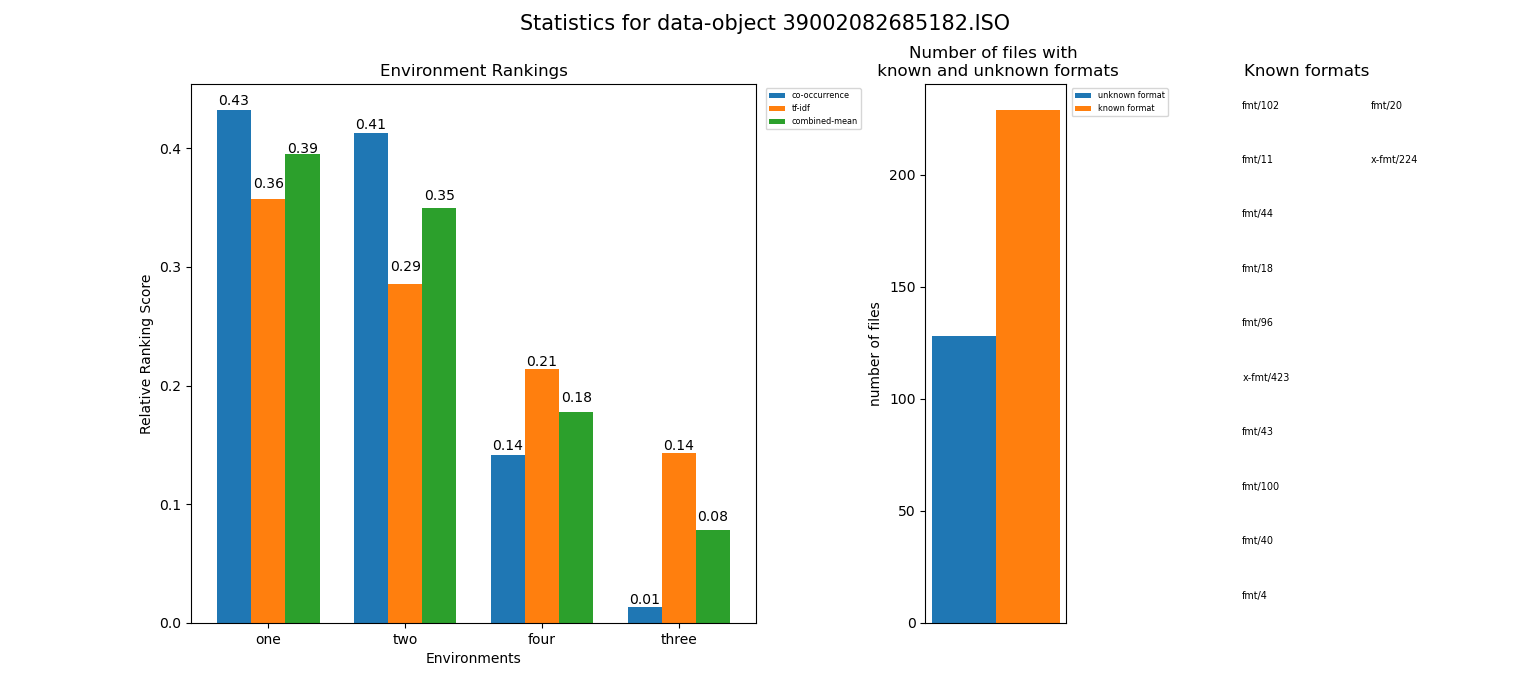 Statistics for data-object 39002082685182.ISO
Environment Rankings
Relative Ranking Score
0.4
0.3
0.2
0.1
0.0
0.43
0.36
0.39
0.41
0.29
0.35
0.14
0.21
0.18
0.01
0.14
0.08
one
two
four
three
Environments
co-occurrence
tf-idf
combined-mean
Number of files with
known and unknown formats
number of files
200
150
100
50
0
unknown format
known format
Known formats
fmt/102
fmt/11
fmt/44
fmt/18
fmt/96
x-fmt/423
fmt/43
fmt/100
fmt/40
fmt/4
fmt/20
x-fmt/224